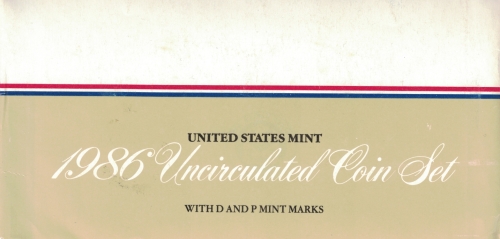 UNITED STATES MINT
1986 Uncirculated Coin Set
WITH D AND P MINT MARKS